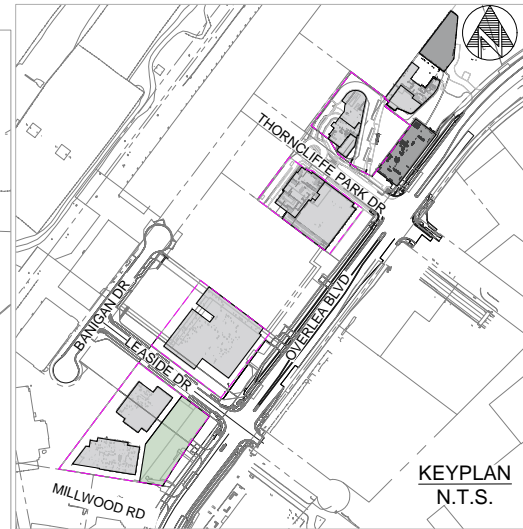 N
THORNCLIFFE PARK DR
OVERLEA BLVD
BANIGAN DR
LEASIDE DR
MILLWOOD RD
KEYPLAN
N.T.S.